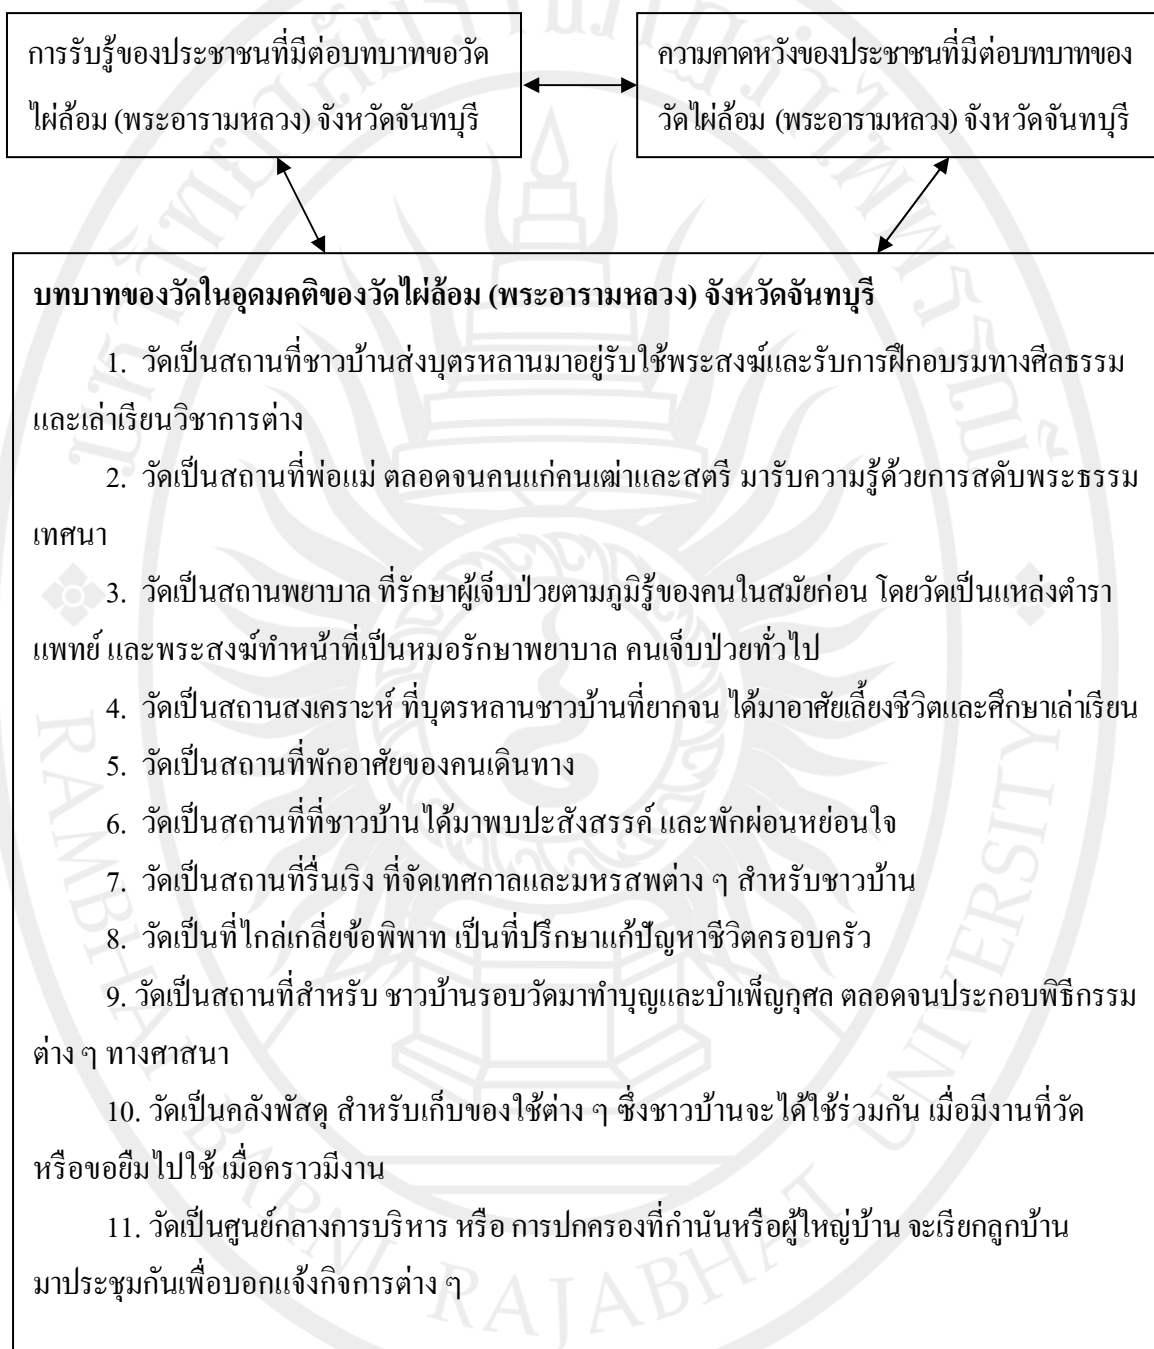 การรับรู้ของประชาชนที่มีต่อบทบาทขอวัด
ไผ่ล้อม (พระอารามหลวง) จังหวัดจันทบุรี
ความคาดหวังของประชาชนที่มีต่อบทบาทของ
วัดไผ่ล้อม (พระอารามหลวง) จังหวัดจันทบุรี
บทบาทของวัดในอุดมคติของวัดไผ่ล้อม (พระอารามหลวง) จังหวัดจันทบุรี
1. วัดเป็นสถานที่ชาวบ้านส่งบุตรหลานมาอยู่รับใช้พระสงฆ์และรับการฝึกอบรมทางศีลธรรม
และเล่าเรียนวิชาการต่าง
2. วัดเป็นสถานที่พ่อแม่ ตลอดจนคนแก่คนเฒ่าและสตรี มารับความรู้ด้วยการสดับพระธรรม
เทศนา
3. วัดเป็นสถานพยาบาล ที่รักษาผู้เจ็บป่วยตามภูมิรู้ของคนในสมัยก่อน โดยวัดเป็นแหล่งตำรา
แพทย์ และพระสงฆ์ทำหน้าที่เป็นหมอรักษาพยาบาล คนเจ็บป่วยทั่วไป
4. วัดเป็นสถานสงเคราะห์ ที่บุตรหลานชาวบ้านที่ยากจน ได้มาอาศัยเลี้ยงชีวิตและศึกษาเล่าเรียน
5. วัดเป็นสถานที่พักอาศัยของคนเดินทาง
6. วัดเป็นสถานที่ที่ชาวบ้านได้มาพบปะสังสรรค์ และพักผ่อนหย่อนใจ
7. วัดเป็นสถานที่รื่นเริง ที่จัดเทศกาลและมหรสพต่าง ๆ สำหรับชาวบ้าน
8. วัดเป็นที่ไกล่เกลี่ยข้อพิพาท เป็นที่ปรึกษาแก้ปัญหาชีวิตครอบครัว
9. วัดเป็นสถานที่สำหรับ ชาวบ้านรอบวัดมาทำบุญและบำเพ็ญกุศล ตลอดจนประกอบพิธีกรรม
ต่าง ๆ ทางศาสนา
10. วัดเป็นคลังพัสดุ สำหรับเก็บของใช้ต่าง ๆ ซึ่งชาวบ้านจะได้ใช้ร่วมกัน เมื่อมีงานที่วัด
หรือขอยืมไปใช้ เมื่อคราวมีงาน
11. วัดเป็นศูนย์กลางการบริหาร หรือ การปกครองที่กำนันหรือผู้ใหญ่บ้าน จะเรียกลูกบ้าน
มาประชุมกันเพื่อบอกแจ้งกิจการต่าง ๆ
มหาวิทยาลัยราชภัฏรำไพพรรณี
RAMBHAI BARNI RAJABHAT UNIVERSITY